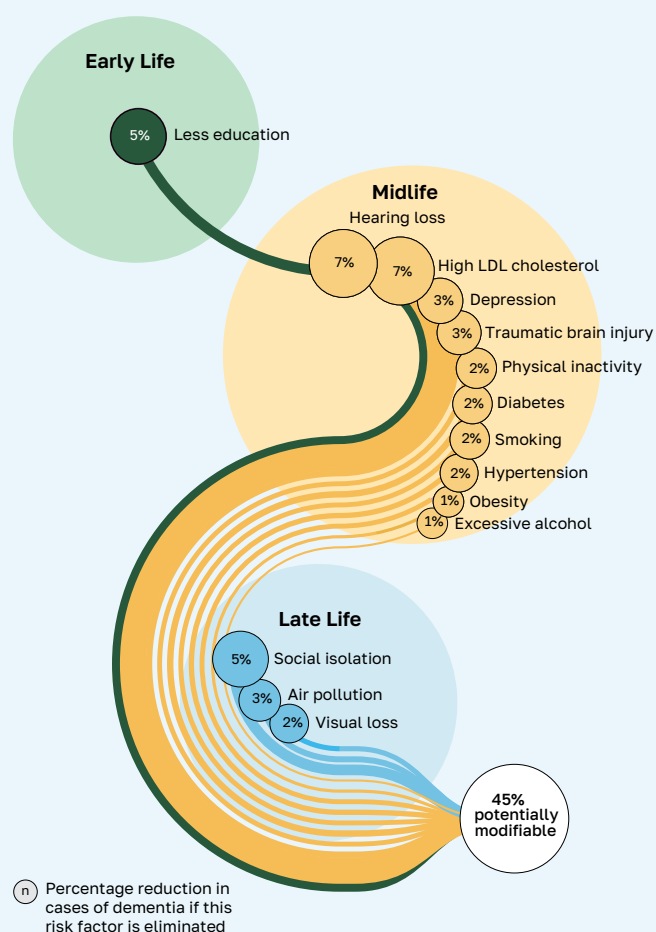 Early Life
5%
Less education
Midlife
Hearing loss
7%
7%
High LDL cholesterol
3%
Depression
3%
Traumatic brain injury
2%
Physical inactivity
2%
Diabetes
2%
Smoking
2%
Hypertension
1%
Obesity
1%
Excessive alcohol
Late Life
5%
Social isolation
3%
Air pollution
2%
Visual loss
45%
potentially
modifiable
n
Percentage reduction in
cases of dementia if this
risk factor is eliminated